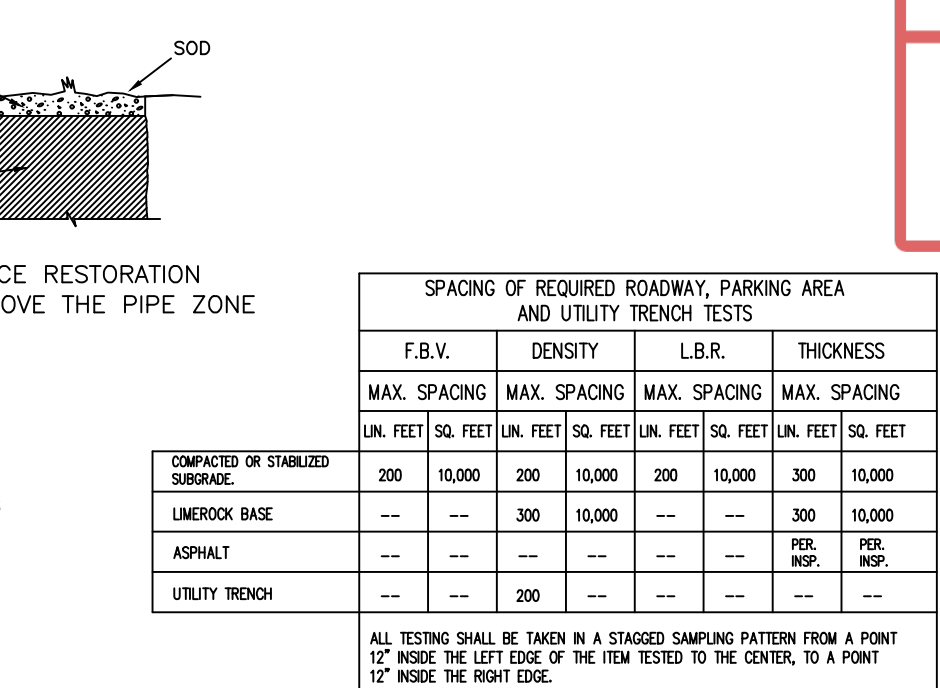 SOD
CE RESTORATION
OVE THE PIPE ZONE
SPACING OF REQUIRED ROADWAY, PARKING AREA
AND UTILITY TRENCH TESTS
F.B.V. DENSITY L.B.R. THICKNESS
MAX. SPACING MAX. SPACING MAX. SPACING MAX. SPACING
LIN. FEET SQ. FEET LIN. FEET SQ. FEET LIN. FEET SQ. FEET LIN. FEET SQ. FEET
COMPACTED OR STABILIZED
SUBGRADE. 200 10,000 200 10,000 200 10,000 300 10,000
LIMEROCK BASE -- -- 300 10,000 -- -- 300 10,000
ASPHALT -- -- -- -- -- -- PER. PER.
INSP. INSP.
UTILITY TRENCH -- -- 200 -- -- -- -- --
ALL TESTING SHALL BE TAKEN IN A STAGGED SAMPLING PATTERN FROM A POINT
12" INSIDE THE LEFT EDGE OF THE ITEM TESTED TO THE CENTER, TO A POINT
12" INSIDE THE RIGHT EDGE.